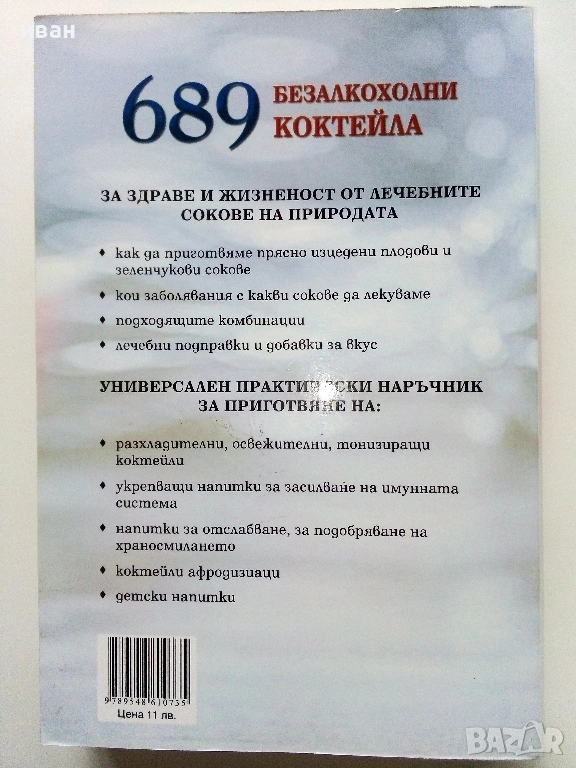 иван
689 БЕЗАЛКОХОЛНИ
КОКТЕЙЛА
ЗА ЗДРАВЕ И ЖИЗНЕНОСТ ОТ ЛЕЧЕБНИТЕ
СОКОВЕ НА ПРИРОДАТА
♦ как да приготвяме прясно изцедени плодови и
зеленчукови сокове
♦ кои заболявания с какви сокове да лекуваме
♦ подходящите комбинации
♦ лечебни подправки и добавки за вкус
УНИВЕРСАЛЕН ПРАКТИЧЕСКИ НАРЪЧНИК
ЗА ПРИГОТВЯНЕ НА:
♦ разхладителни, освежителни, тонизиращи
коктейли
♦ укрепващи напитки за засилване на имунната
система
♦ напитки за отслабване, за подобряване на
храносмилането
♦ коктейли афродизиаци
♦ детски напитки
9789548610735
Цена 11 лв.
BAZAR